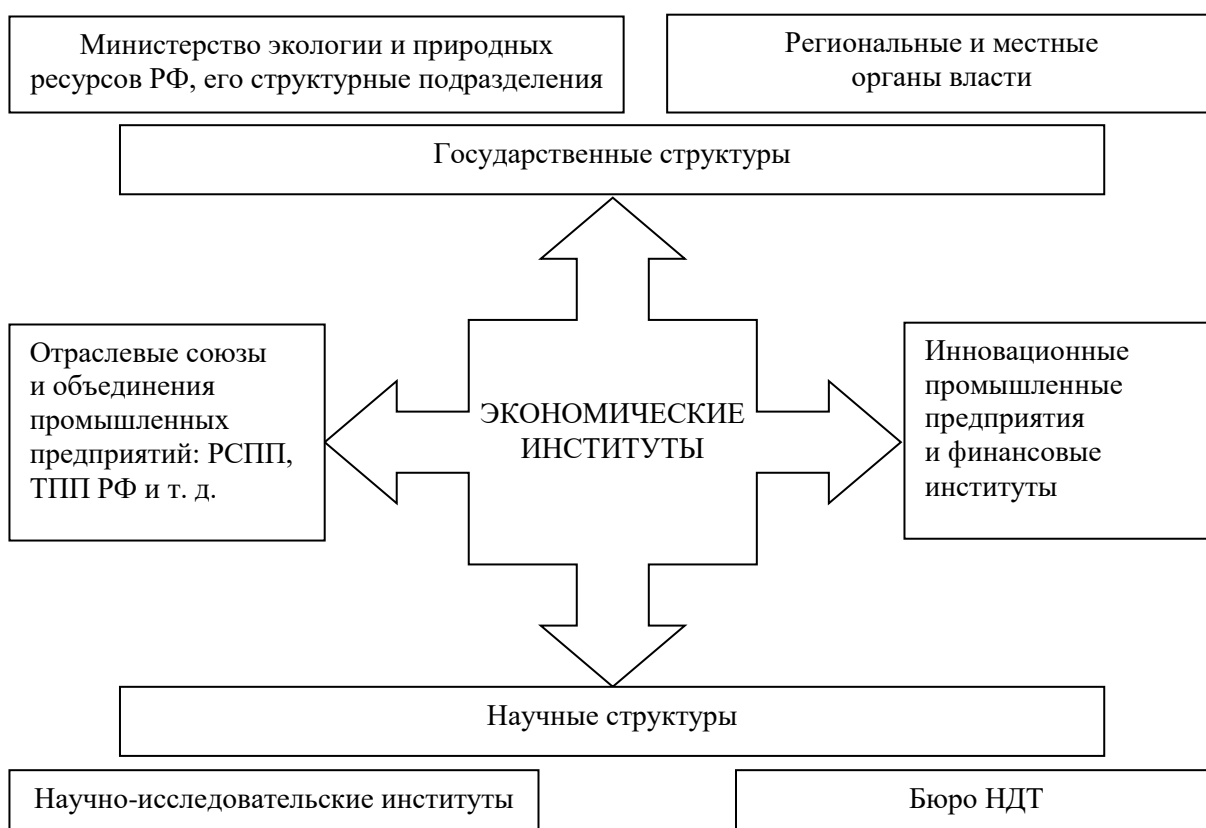 Министерство экологии и природных
ресурсов РФ, его структурные подразделения
Региональные и местные
органы власти
Государственные структуры
Отраслевые союзы
и объединения
промышленных
предприятий: РСПП,
ТПП РФ и т. д.
ЭКОНОМИЧЕСКИЕ
ИНСТИТУТЫ
Инновационные
промышленные
предприятия
и финансовые
институты
Научные структуры
Научно-исследовательские институты
Бюро НДТ